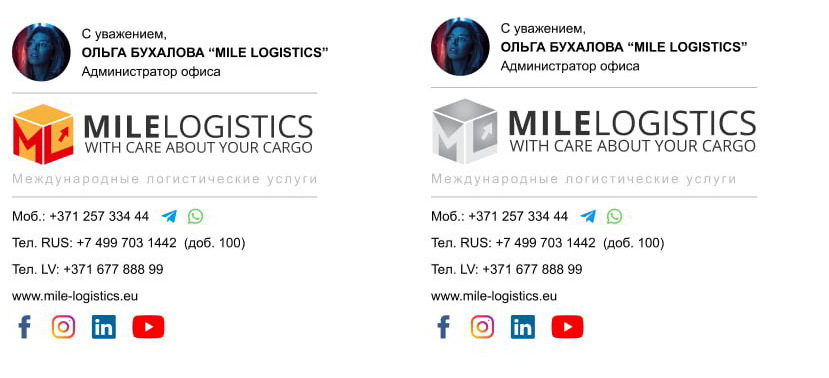 С уважением,
ОЛЬГА БУХАЛОВА “MILE LOGISTICS”
Администратор офиса
ML
MILELOGISTICS
WITH CARE ABOUT YOUR CARGO
Международные логистические услуги
Моб.: +371 257 334 44
Тел. RUS: +7 499 703 1442 (доб. 100)
Тел. LV: +371 677 888 99
www.mile-logistics.eu
f
in
С уважением,
ОЛЬГА БУХАЛОВА “MILE LOGISTICS”
Администратор офиса
ML
MILELOGISTICS
WITH CARE ABOUT YOUR CARGO
Международные логистические услуги
Моб.: +371 257 334 44
Тел. RUS: +7 499 703 1442 (доб. 100)
Тел. LV: +371 677 888 99
www.mile-logistics.eu
f
in